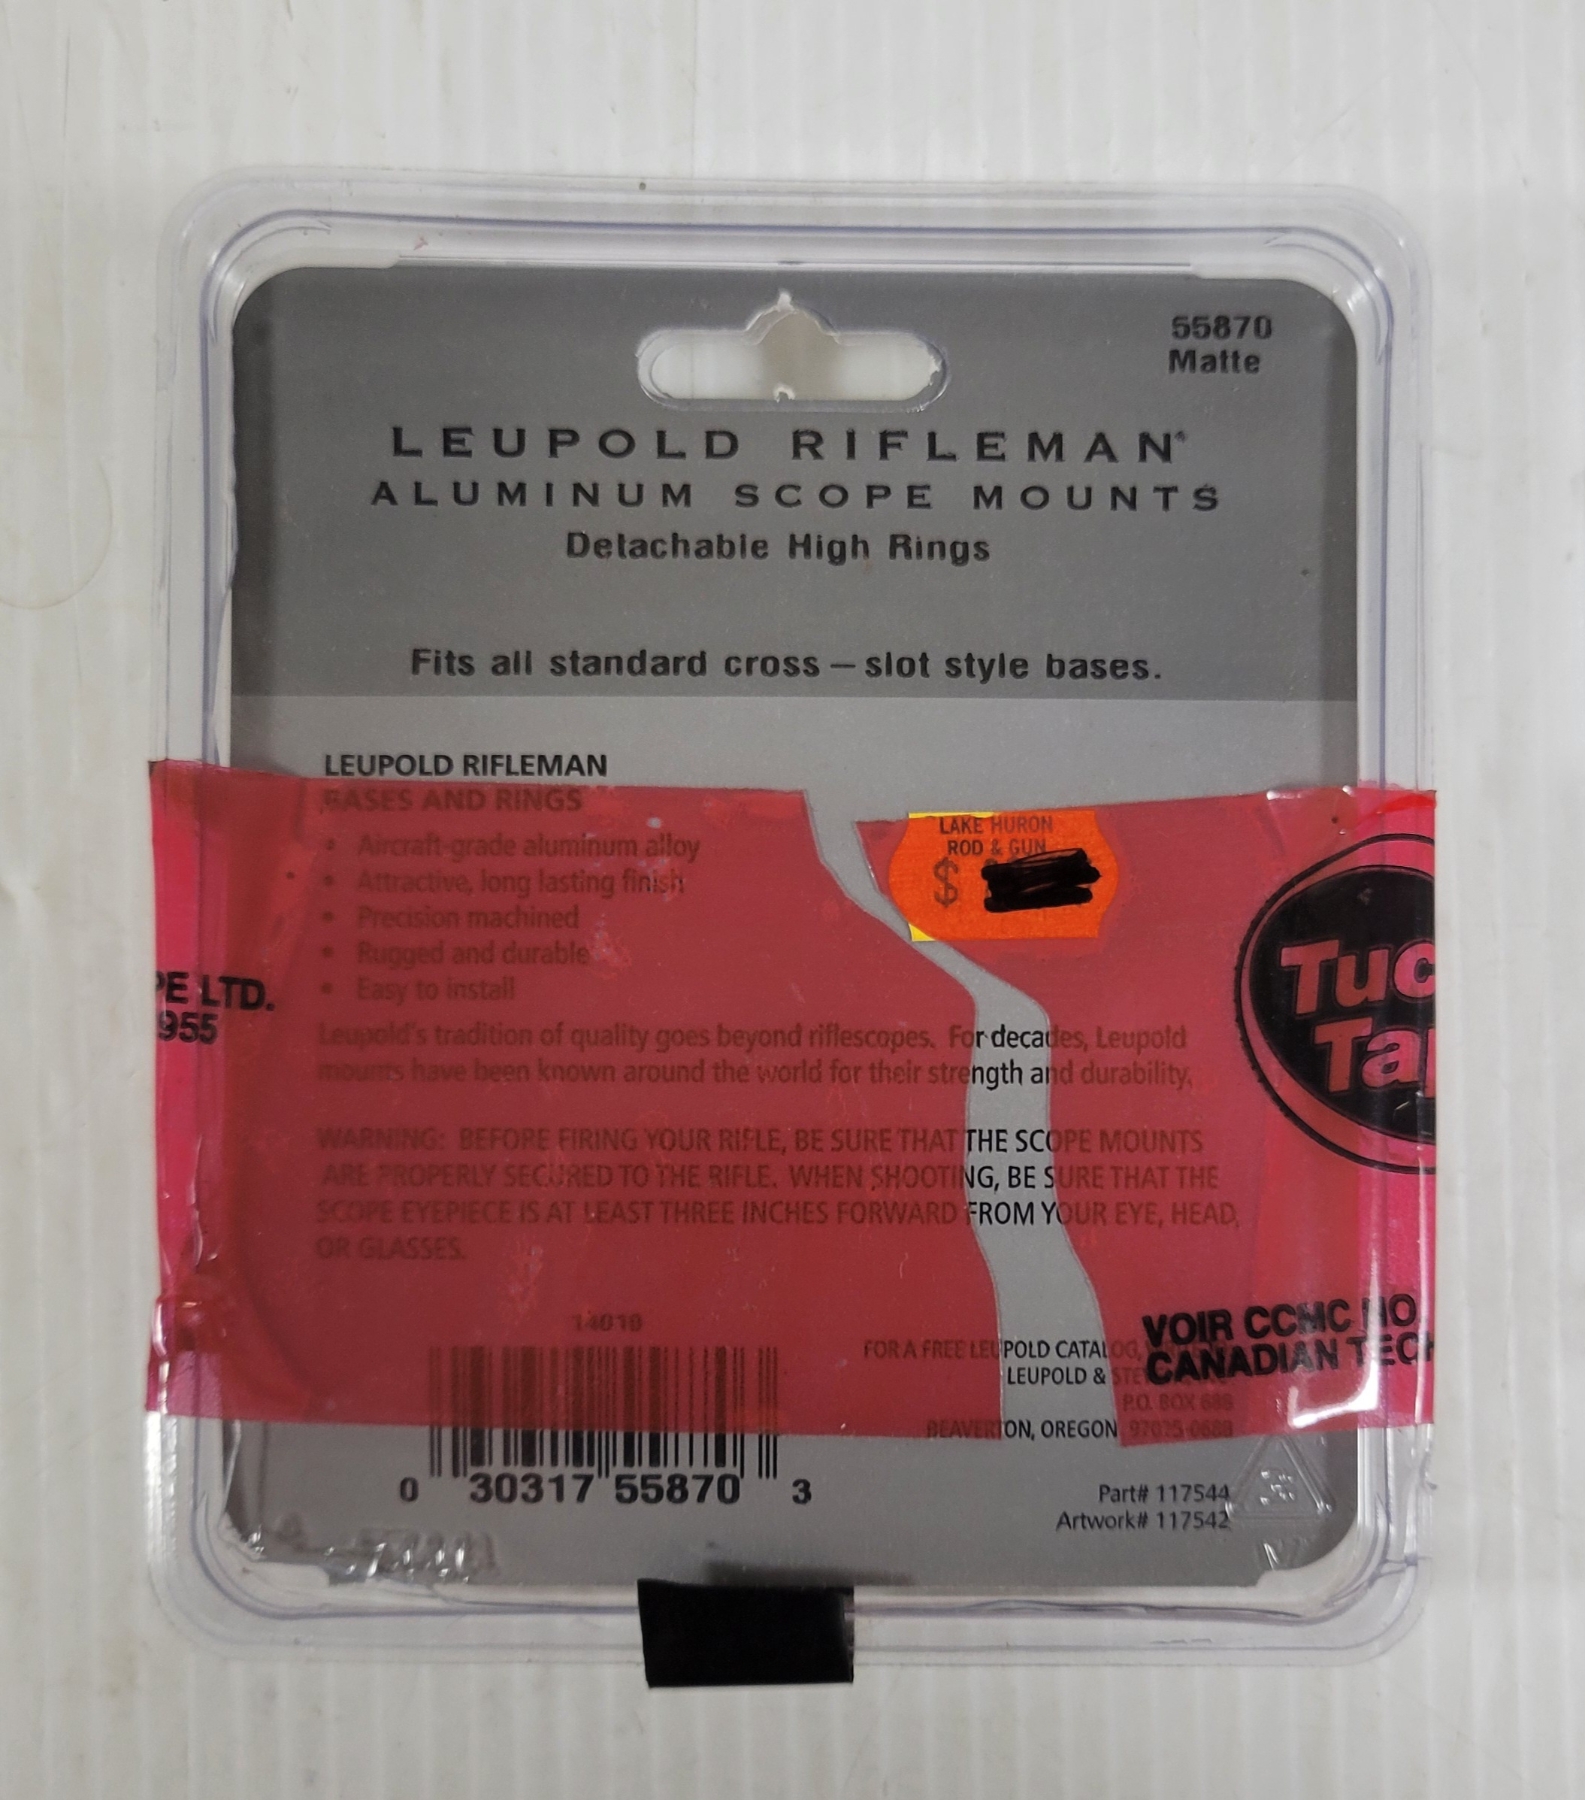 55870
Matte
LEUPOLD RIFLEMAN®
ALUMINUM SCOPE MOUNTS
Detachable High Rings
Fits all standard cross – slot style bases.
LEUPOLD RIFLEMAN
BASES AND RINGS
• Aircraft-grade aluminum alloy
• Attractive, long lasting finish
• Precision machined
• Rugged and durable
• Easy to install
LAKE HURON
ROD & GUN
$
PE LTD.
955
Tuc
Ta
Leupold's tradition of quality goes beyond riflescopes. For decades, Leupold
mounts have been known around the world for their strength and durability.
WARNING: BEFORE FIRING YOUR RIFLE, BE SURE THAT THE SCOPE MOUNTS
ARE PROPERLY SECURED TO THE RIFLE. WHEN SHOOTING, BE SURE THAT THE
SCOPE EYEPIECE IS AT LEAST THREE INCHES FORWARD FROM YOUR EYE, HEAD,
OR GLASSES.
VOIR CCMC NO
CANADIAN TECH
14010
FOR A FREE LEUPOLD CATALOG,
LEUPOLD & STE
P.O. BOX 688
BEAVERTON, OREGON 97075-0688
0 30317 55870 3
Part# 117544
Artwork# 117542